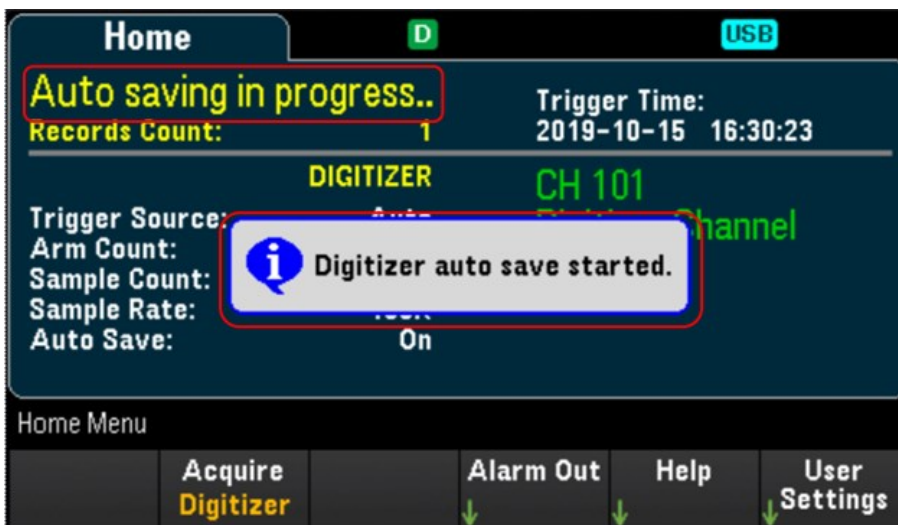 Home
D
USB
Auto saving in progress..
Trigger Time:
Records Count: 1
2019-10-15 16:30:23
DIGITIZER
CH 101
Trigger Source:
Channel
Arm Count:
Digitizer auto save started.
Sample Count:
Sample Rate:
Auto Save: On
Home Menu
Acquire
Digitizer
Alarm Out
Help
User
Settings